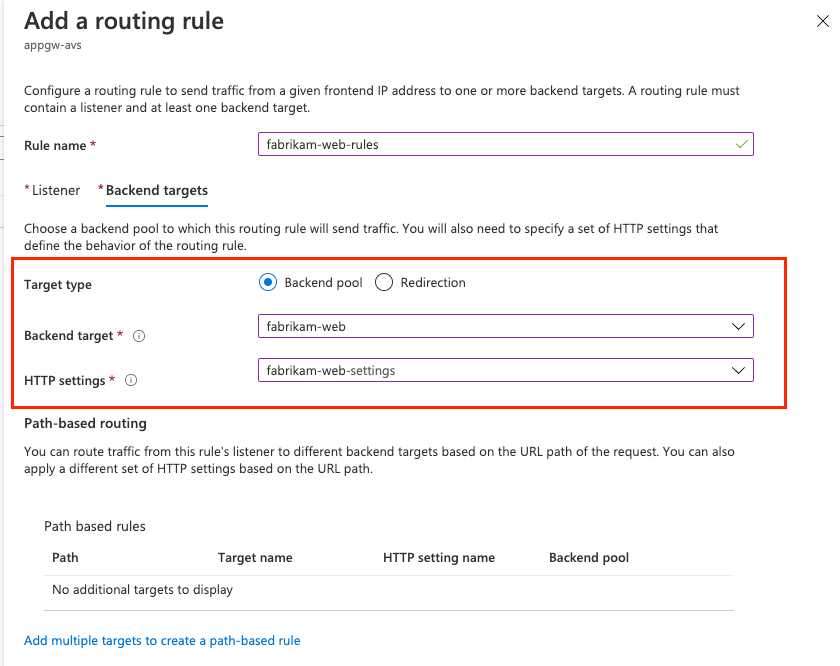 Add a routing rule
appgw-avs
Configure a routing rule to send traffic from a given frontend IP address to one or more backend targets. A routing rule must
contain a listener and at least one backend target.
Rule name * fabrikam-web-rules
* Listener * Backend targets
Choose a backend pool to which this routing rule will send traffic. You will also need to specify a set of HTTP settings that
define the behavior of the routing rule.
Target type Backend pool Redirection
Backend target * fabrikam-web
HTTP settings * fabrikam-web-settings
Path-based routing
You can route traffic from this rule's listener to different backend targets based on the URL path of the request. You can also
apply a different set of HTTP settings based on the URL path.
Path based rules
Path Target name HTTP setting name Backend pool
No additional targets to display
Add multiple targets to create a path-based rule